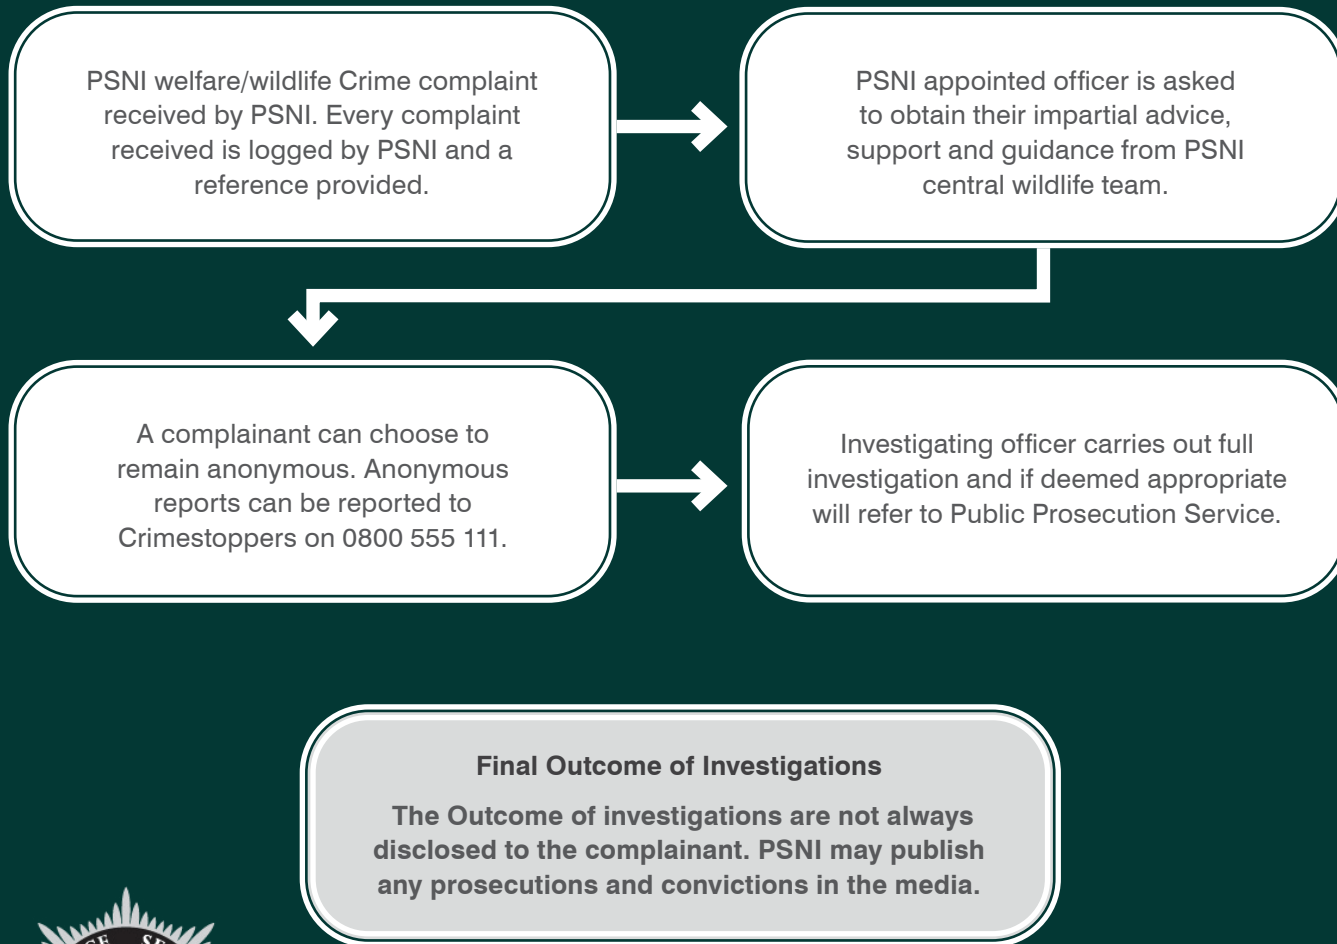 PSNI welfare/wildlife Crime complaint
received by PSNI. Every complaint
received is logged by PSNI and a
reference provided.
PSNI appointed officer is asked
to obtain their impartial advice,
support and guidance from PSNI
central wildlife team.
A complainant can choose to
remain anonymous. Anonymous
reports can be reported to
Crimestoppers on 0800 555 111.
Investigating officer carries out full
investigation and if deemed appropriate
will refer to Public Prosecution Service.
Final Outcome of Investigations
The Outcome of investigations are not always
disclosed to the complainant. PSNI may publish
any prosecutions and convictions in the media.